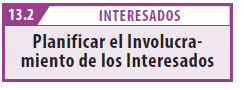 13.2 INTERESADOS
Planificar el Involucra-
miento de los Interesados